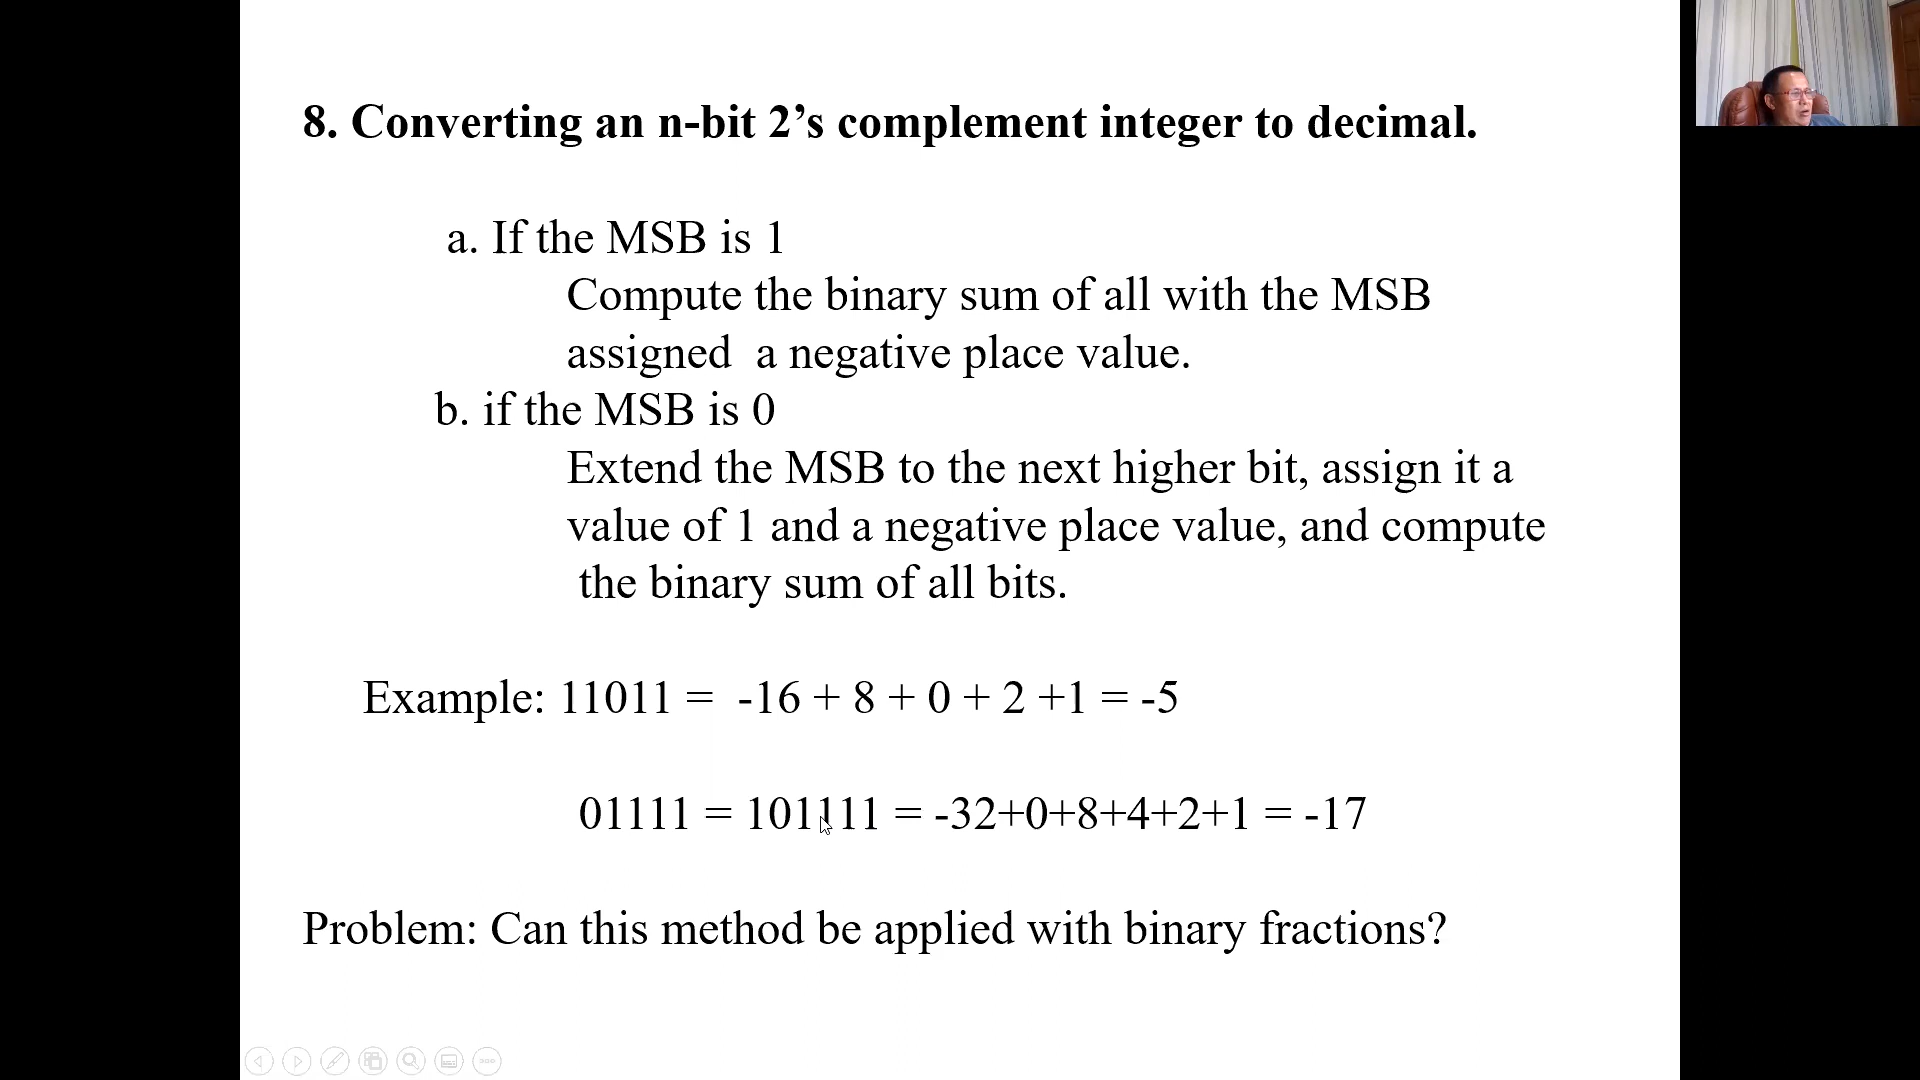 8. Converting an n-bit 2’s complement integer to decimal.
a. If the MSB is 1
Compute the binary sum of all with the MSB
assigned  a negative place value.
b. if the MSB is 0
Extend the MSB to the next higher bit, assign it a
value of 1 and a negative place value, and compute
the binary sum of all bits.
Example: 11011 =  -16 + 8 + 0 + 2 +1 = -5
01111 = 101111 = -32+0+8+4+2+1 = -17
Problem: Can this method be applied with binary fractions?